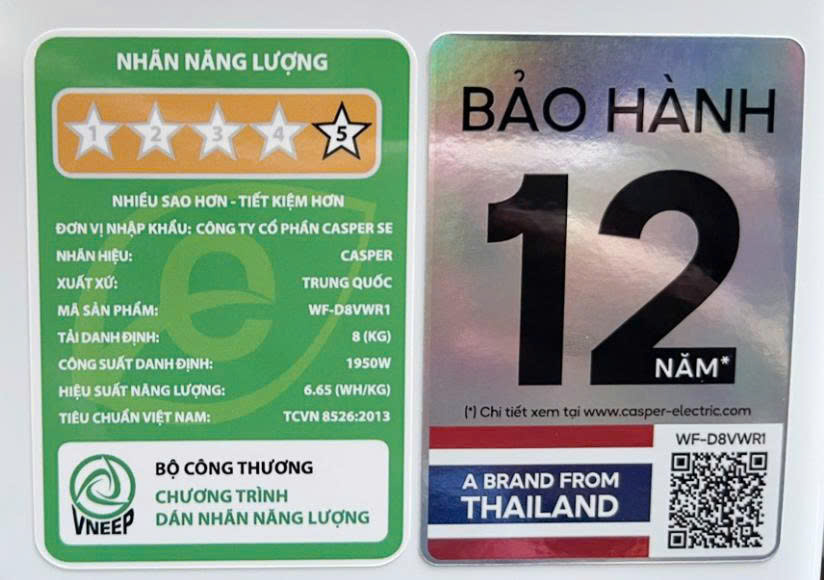 NHÃN NĂNG LƯỢNG
1 2 3 4 5
NHIỀU SAO HƠN - TIẾT KIỆM HƠN
ĐƠN VỊ NHẬP KHẨU: CÔNG TY CỔ PHẦN CASPER SE
NHÃN HIỆU: CASPER
XUẤT XỨ: TRUNG QUỐC
MÃ SẢN PHẨM: WF-D8VWR1
TẢI DANH ĐỊNH: 8 (KG)
CÔNG SUẤT DANH ĐỊNH: 1950W
HIỆU SUẤT NĂNG LƯỢNG: 6.65 (WH/KG)
TIÊU CHUẨN VIỆT NAM: TCVN 8526:2013
VNEEP
BỘ CÔNG THƯƠNG
CHƯƠNG TRÌNH
DÁN NHÃN NĂNG LƯỢNG
BẢO HÀNH
12
NĂM*
(*) Chi tiết xem tại www.casper-electric.com
A BRAND FROM
THAILAND
WF-D8VWR1